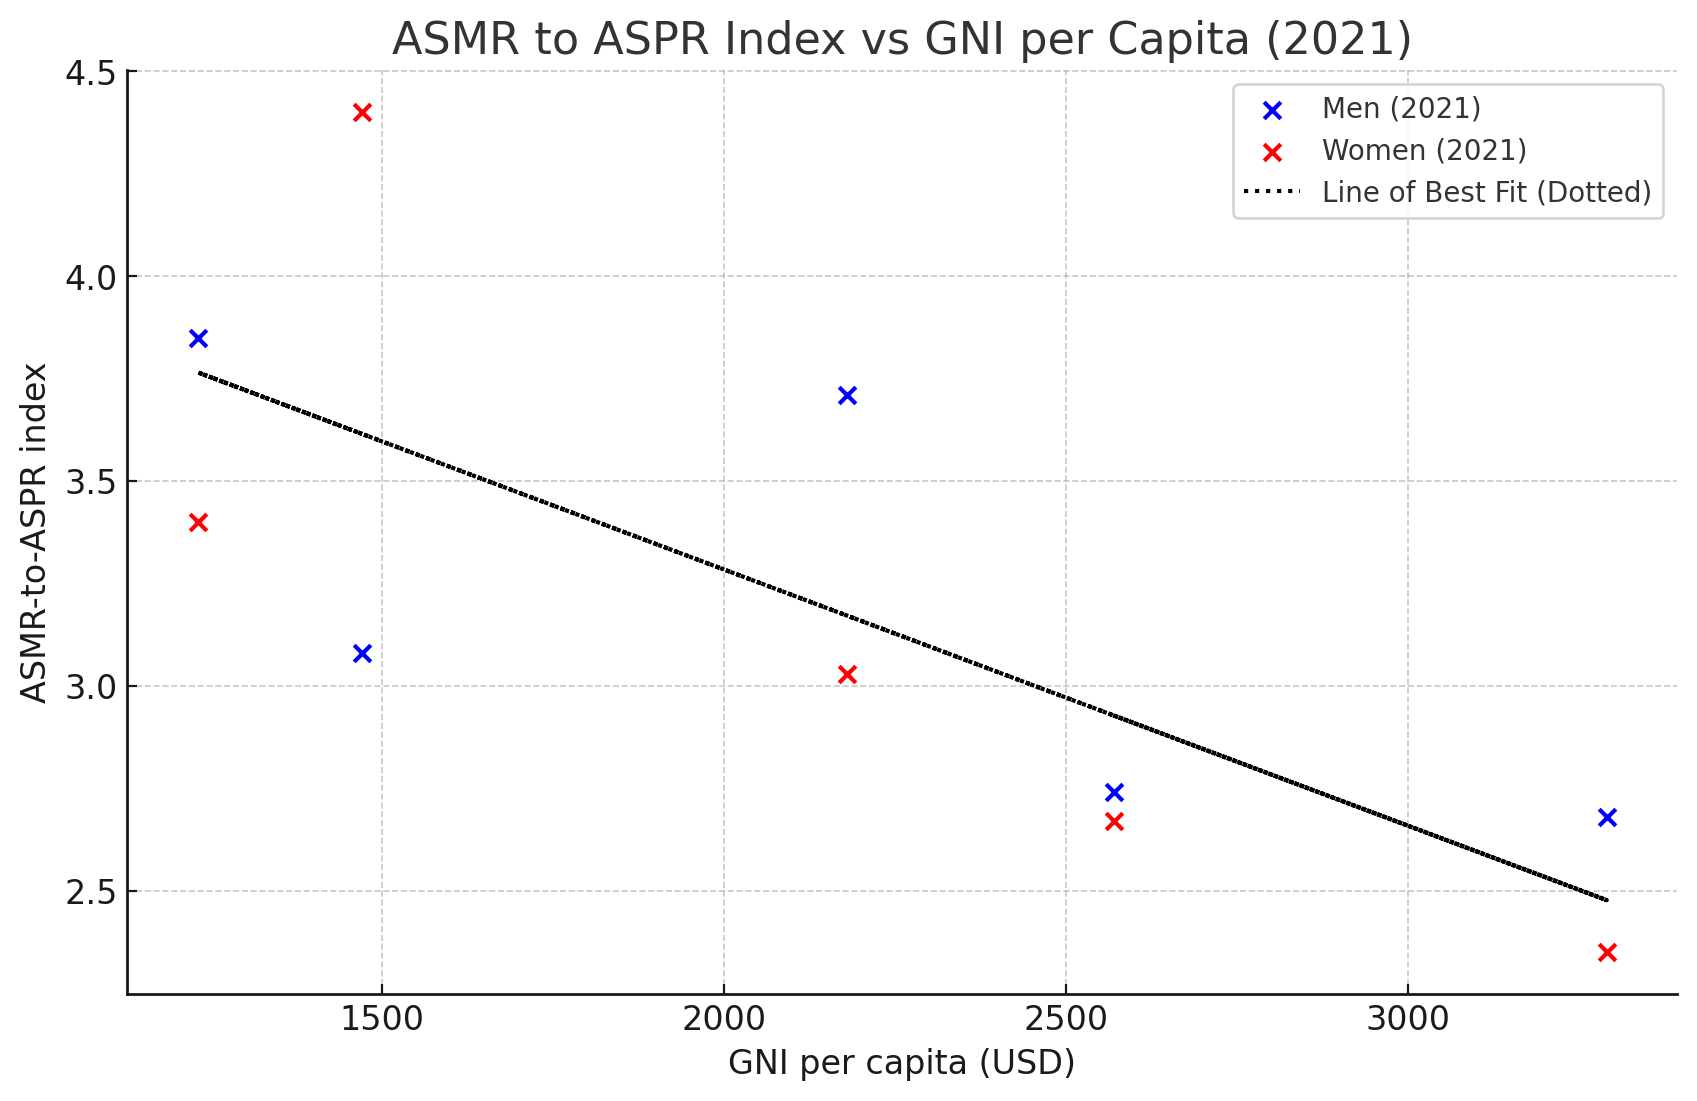 ASMR to ASPR Index vs GNI per Capita (2021)
Men (2021)
Women (2021)
Line of Best Fit (Dotted)
4.5
4.0
3.5
3.0
2.5
ASMR-to-ASPR index
1500
2000
2500
3000
GNI per capita (USD)